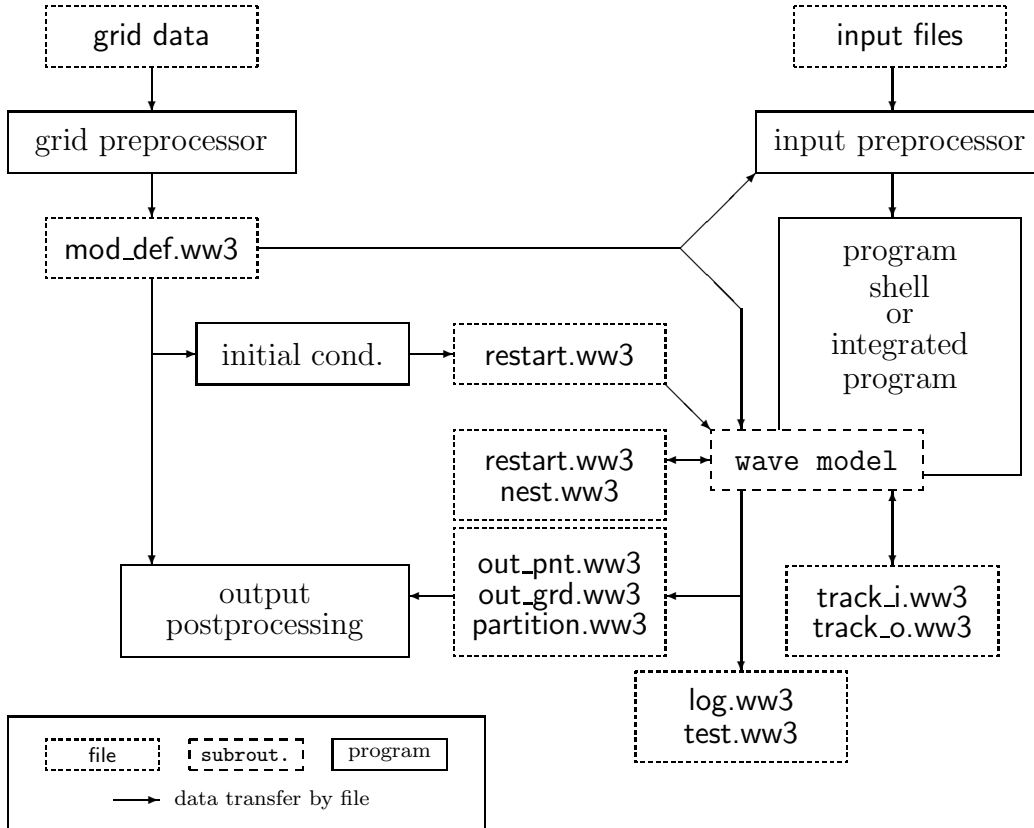 grid data
input files
grid preprocessor
input preprocessor
mod_def.ww3
program
shell
or
integrated
program
initial cond.
restart.ww3
restart.ww3
nest.ww3
wave model
out_pnt.ww3
out_grd.ww3
partition.ww3
output
postprocessing
track_i.ww3
track_o.ww3
log.ww3
test.ww3
file
subrout.
program
data transfer by file